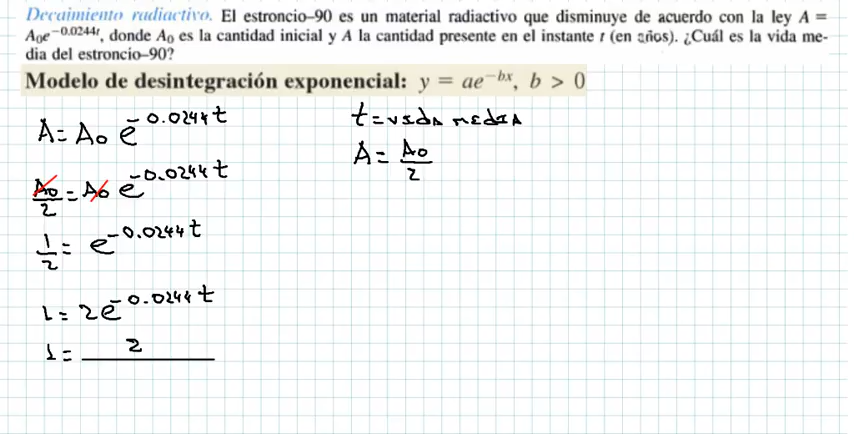 Decaimiento radiactivo. El estroncio–90 es un material radiactivo que disminuye de acuerdo con la ley A =
A₀e⁻⁰·⁰²⁴⁴ᵗ, donde A₀ es la cantidad inicial y A la cantidad presente en el instante t (en años). ¿Cuál es la vida me-
dia del estroncio–90?
Modelo de desintegración exponencial: y = ae⁻ᵇˣ, b > 0
A = A₀ e^-0.0244t
t = vida media
A = A₀/2
A₀/2 = A₀ e^-0.0244t
1/2 = e^-0.0244t
1 = 2e^-0.0244t
1 = 2